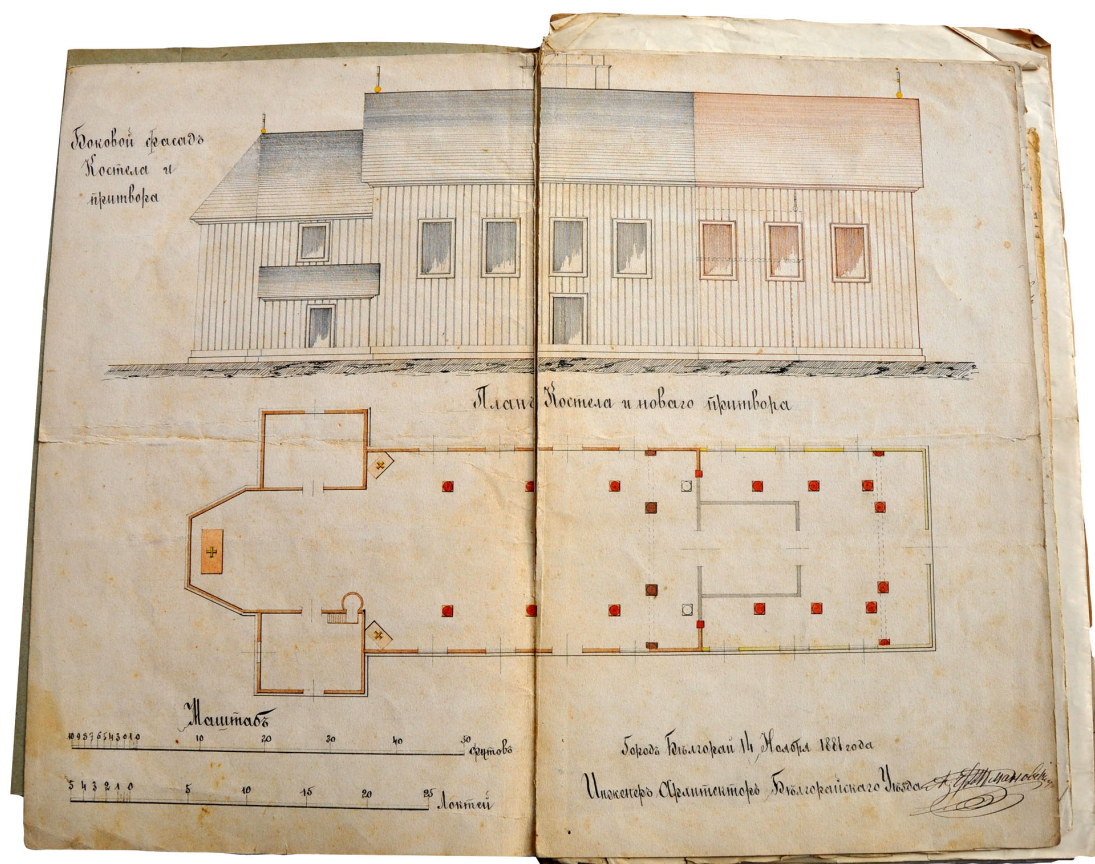 Боковой фасадъ
Костела и
притвора
Планъ Костела и новаго притвора
Маштабъ
10 9 8 7 6 5 4 3 2 1 0 10 20 30 40 50 футовъ
5 4 3 2 1 0 5 10 15 20 25 Локтей
Городъ Бѣлгорай 14 Ноября 1881 года
Инженеръ Архитекторъ Бѣлгорайскаго Уѣзда